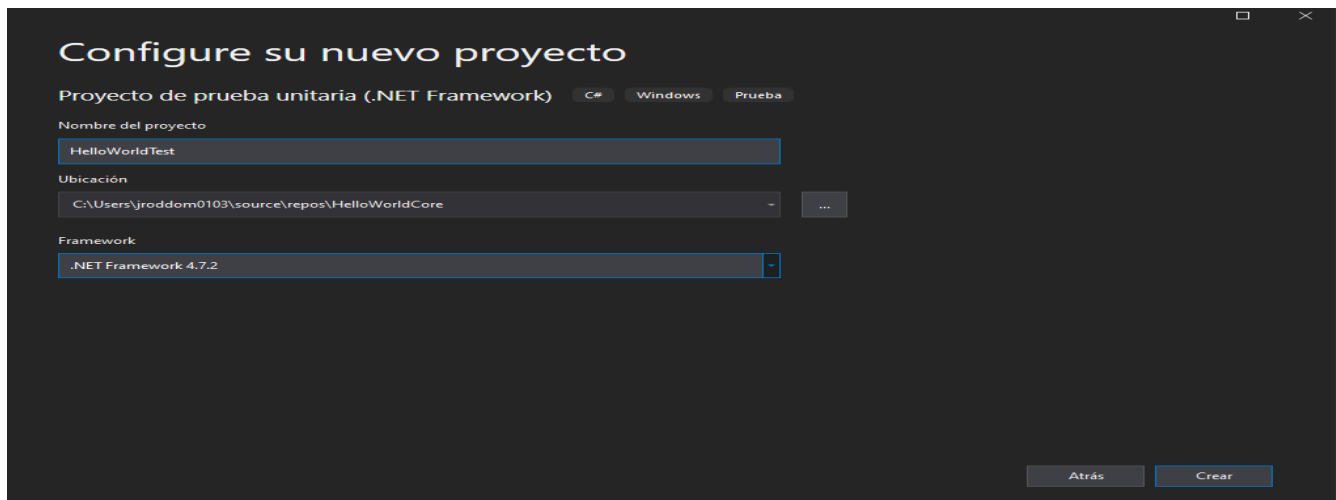 Configure su nuevo proyecto
Proyecto de prueba unitaria (.NET Framework) C# Windows Prueba
Nombre del proyecto
HelloWorldTest
Ubicación
C:\Users\jroddom0103\source\repos\HelloWorldCore ...
Framework
.NET Framework 4.7.2
Atrás Crear